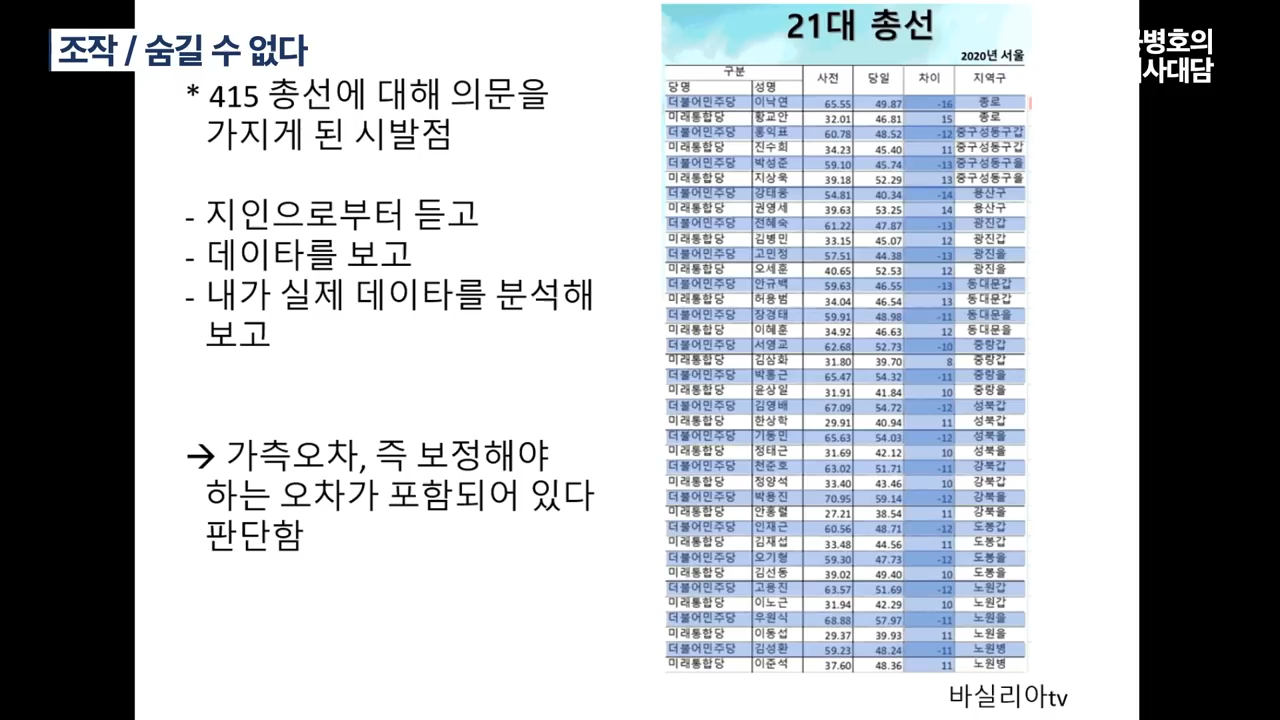 조작 / 숨길 수 없다
병호의
사대담
* 415 총선에 대해 의문을
가지게 된 시발점
- 지인으로부터 듣고
- 데이타를 보고
- 내가 실제 데이타를 분석해
보고
→ 가측오차, 즉 보정해야
하는 오차가 포함되어 있다
판단함
21대 총선
2020년 서울
구분 사전 당일 차이 지역구
당명 성명
더불어민주당 이낙연 65.55 49.87 -16 종로
미래통합당 황교안 32.01 46.81 15 종로
더불어민주당 홍익표 60.78 48.52 -12 중구성동구갑
미래통합당 진수희 34.23 45.40 11 중구성동구갑
더불어민주당 박성준 59.10 45.74 -13 중구성동구을
미래통합당 지상욱 39.18 52.29 13 중구성동구을
더불어민주당 강태웅 54.81 40.34 -14 용산구
미래통합당 권영세 39.63 53.25 14 용산구
더불어민주당 전혜숙 61.22 47.87 -13 광진갑
미래통합당 김병민 33.15 45.07 12 광진갑
더불어민주당 고민정 57.51 44.38 -13 광진을
미래통합당 오세훈 40.65 52.53 12 광진을
더불어민주당 안규백 59.63 46.55 -13 동대문갑
미래통합당 허용범 34.04 46.54 13 동대문갑
더불어민주당 장경태 59.91 48.98 -11 동대문을
미래통합당 이혜훈 34.92 46.63 12 동대문을
더불어민주당 서영교 62.68 52.73 -10 중랑갑
미래통합당 김삼화 31.80 39.70 8 중랑갑
더불어민주당 박홍근 65.47 54.32 -11 중랑을
미래통합당 윤상일 31.91 41.84 10 중랑을
더불어민주당 김영배 67.09 54.72 -12 성북갑
미래통합당 한상학 29.91 40.94 11 성북갑
더불어민주당 기동민 65.63 54.03 -12 성북을
미래통합당 정태근 31.69 42.12 10 성북을
더불어민주당 천준호 63.02 51.71 -11 강북갑
미래통합당 정양석 33.40 43.46 10 강북갑
더불어민주당 박용진 70.95 59.14 -12 강북을
미래통합당 안홍렬 27.21 38.54 11 강북을
더불어민주당 인재근 60.56 48.71 -12 도봉갑
미래통합당 김재섭 33.48 44.56 11 도봉갑
더불어민주당 오기형 59.30 47.73 -12 도봉을
미래통합당 김선동 39.02 49.40 10 도봉을
더불어민주당 고용진 63.57 51.69 -12 노원갑
미래통합당 이노근 31.94 42.29 10 노원갑
더불어민주당 우원식 68.88 57.97 -11 노원을
미래통합당 이동섭 29.37 39.93 11 노원을
더불어민주당 김성환 59.23 48.24 -11 노원병
미래통합당 이준석 37.60 48.36 11 노원병
바실리아tv